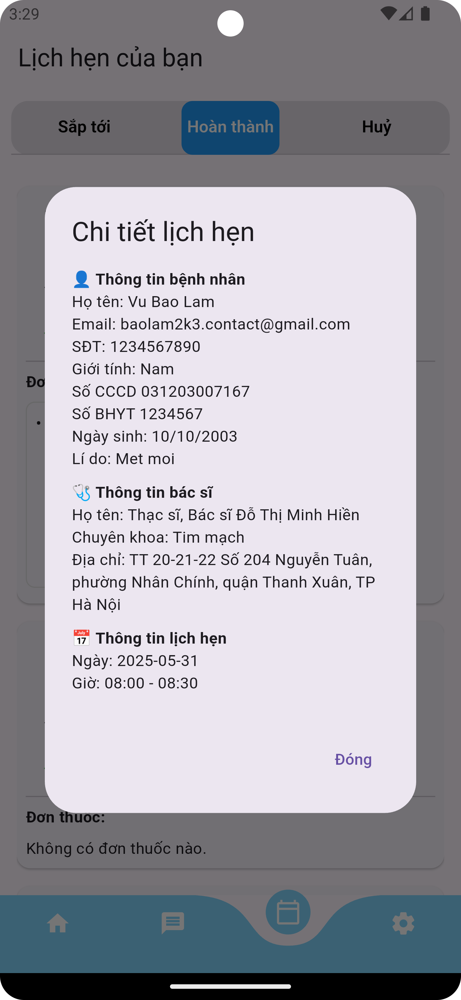 3:29
Lịch hẹn của bạn
Sắp tới
Hoàn thành
Huỷ
Chi tiết lịch hẹn
👤 Thông tin bệnh nhân
Họ tên: Vu Bao Lam
Email: baolam2k3.contact@gmail.com
SĐT: 1234567890
Giới tính: Nam
Số CCCD 031203007167
Số BHYT 1234567
Ngày sinh: 10/10/2003
Lí do: Met moi
🩺 Thông tin bác sĩ
Họ tên: Thạc sĩ, Bác sĩ Đỗ Thị Minh Hiền
Chuyên khoa: Tim mạch
Địa chỉ: TT 20-21-22 Số 204 Nguyễn Tuân,
phường Nhân Chính, quận Thanh Xuân, TP
Hà Nội
📅 Thông tin lịch hẹn
Ngày: 2025-05-31
Giờ: 08:00 - 08:30
Đóng
Đơn thuốc:
Không có đơn thuốc nào.